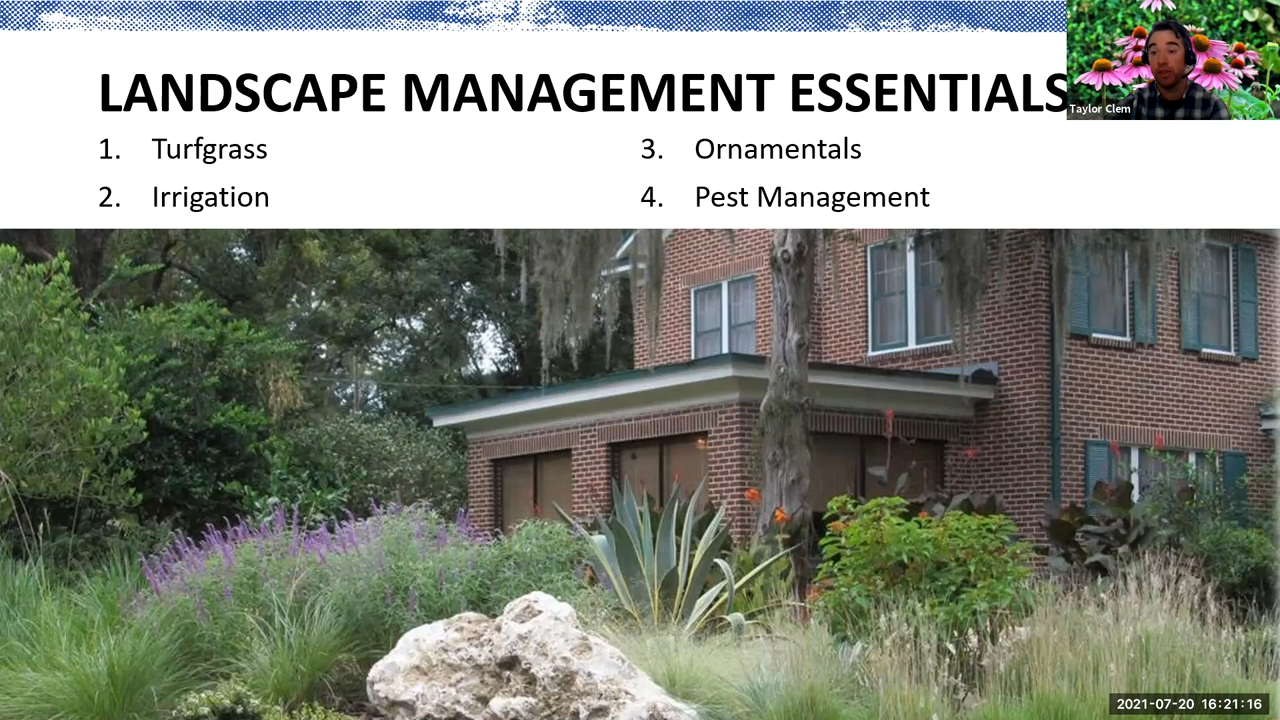 LANDSCAPE MANAGEMENT ESSENTIALS
1. Turfgrass
2. Irrigation
3. Ornamentals
4. Pest Management
Taylor Clem
2021-07-20 16:21:16